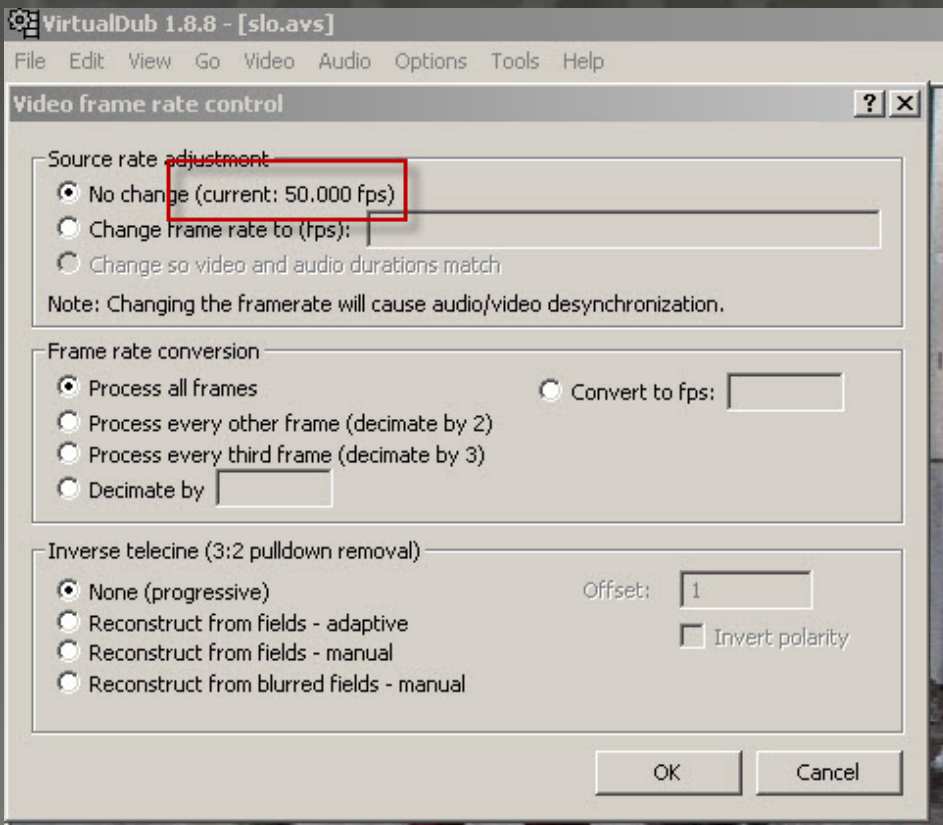 VirtualDub 1.8.8 - [slo.avs]
File Edit View Go Video Audio Options Tools Help
Video frame rate control
Source rate adjustment
No change (current: 50.000 fps)
Change frame rate to (fps):
Change so video and audio durations match
Note: Changing the framerate will cause audio/video desynchronization.
Frame rate conversion
Process all frames Convert to fps:
Process every other frame (decimate by 2)
Process every third frame (decimate by 3)
Decimate by
Inverse telecine (3:2 pulldown removal)
None (progressive) Offset: 1
Reconstruct from fields - adaptive
Invert polarity
Reconstruct from fields - manual
Reconstruct from blurred fields - manual
OK Cancel